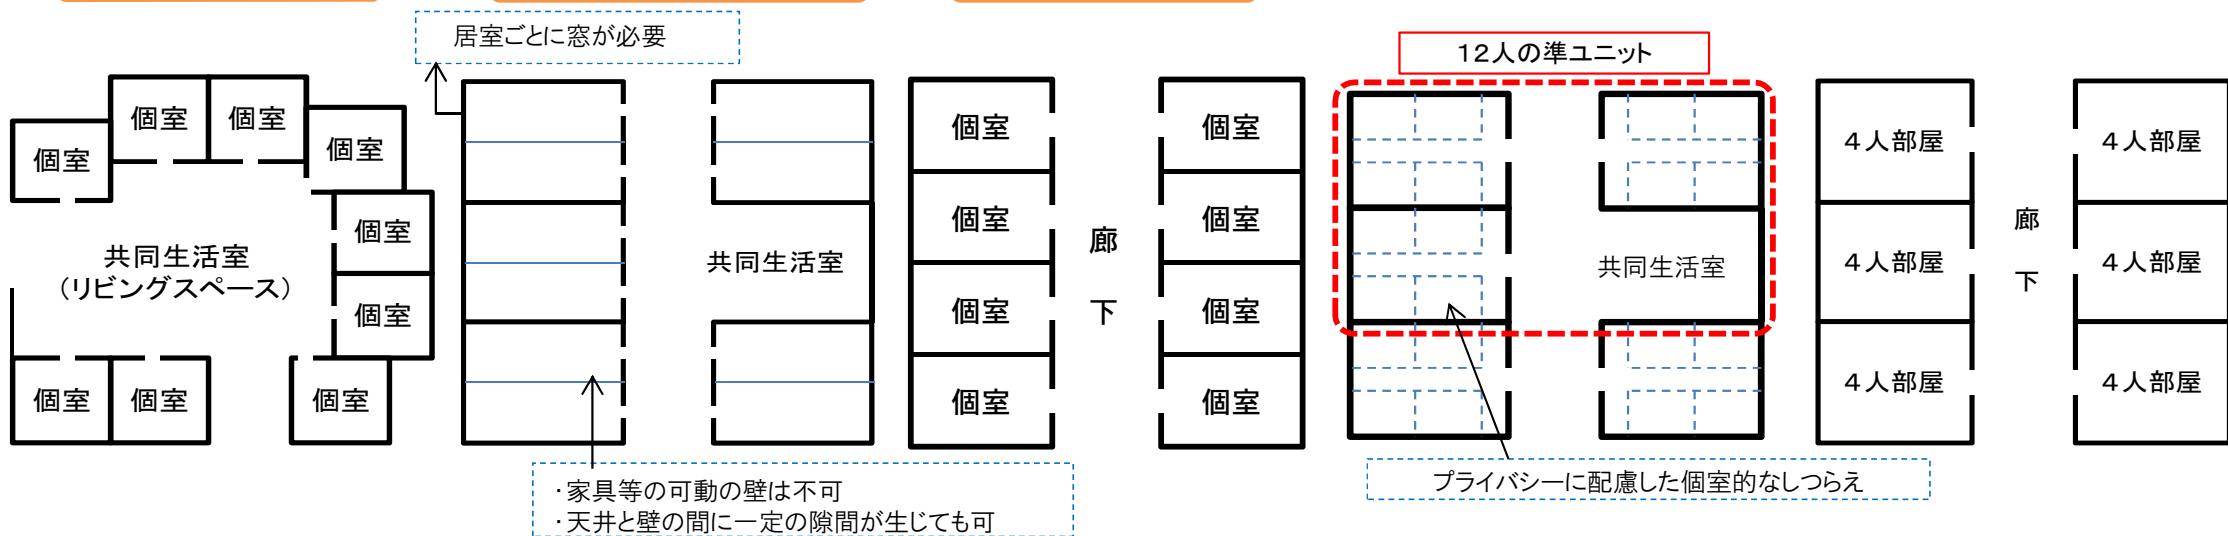 居室ごとに窓が必要
12人の準ユニット
個室
個室
個室
個室
個室
個室
個室
個室
個室
共同生活室
（リビングスペース）
共同生活室
・家具等の可動の壁は不可
・天井と壁の間に一定の隙間が生じても可
個室
個室
個室
個室
廊
下
個室
個室
個室
個室
共同生活室
プライバシーに配慮した個室的なしつらえ
4人部屋
4人部屋
4人部屋
廊
下
4人部屋
4人部屋
4人部屋